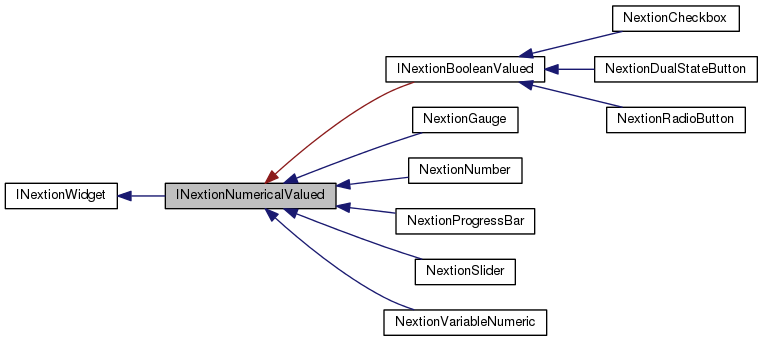 NextionCheckbox
INextionBooleanValued
NextionDualStateButton
NextionGauge
NextionRadioButton
NextionNumber
INextionWidget
INextionNumericalValued
NextionProgressBar
NextionSlider
NextionVariableNumeric